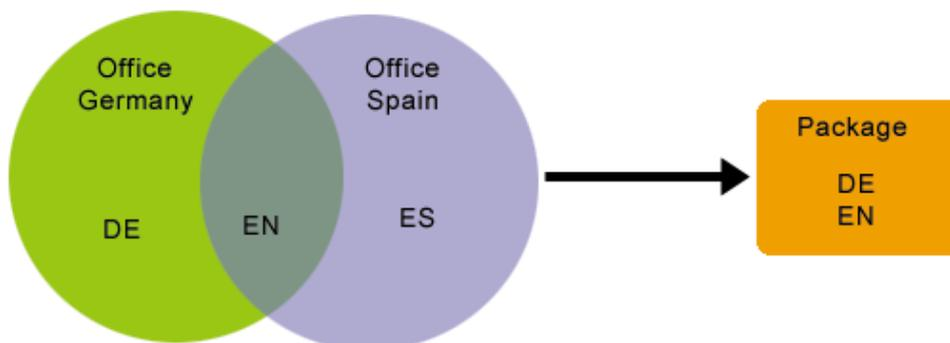 Office
Germany
DE
EN
Office
Spain
ES
Package
DE
EN